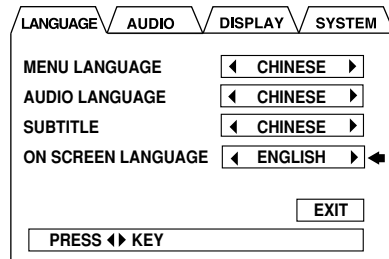 LANGUAGE AUDIO DISPLAY SYSTEM
MENU LANGUAGE CHINESE
AUDIO LANGUAGE CHINESE
SUBTITLE CHINESE
ON SCREEN LANGUAGE ENGLISH
EXIT
PRESS KEY